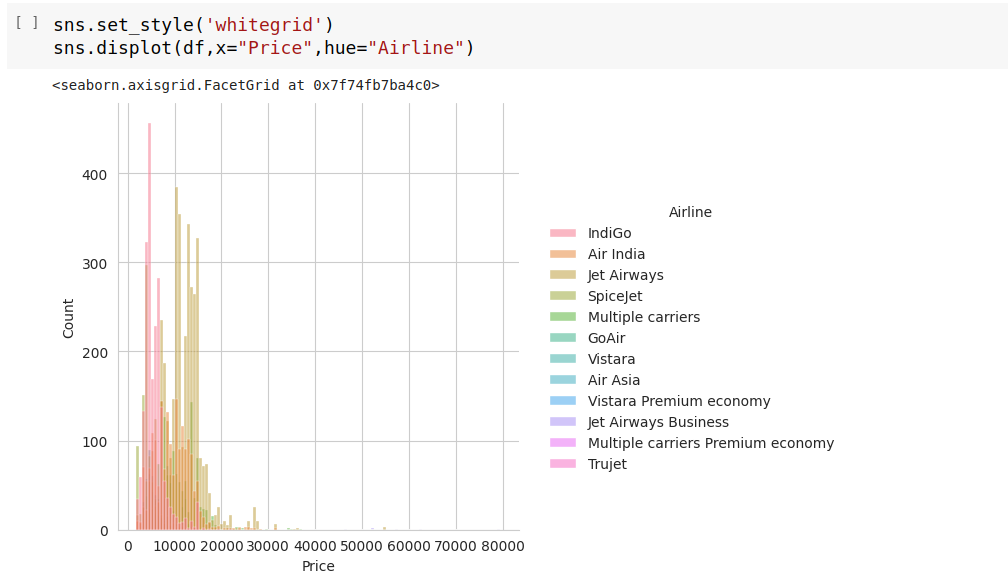 [ ] sns.set_style('whitegrid')
sns.displot(df,x="Price",hue="Airline")
<seaborn.axisgrid.FacetGrid at 0x7f74fb7ba4c0>
400
300
200
100
0
Count
0 10000 20000 30000 40000 50000 60000 70000 80000
Price
Airline
IndiGo
Air India
Jet Airways
SpiceJet
Multiple carriers
GoAir
Vistara
Air Asia
Vistara Premium economy
Jet Airways Business
Multiple carriers Premium economy
Trujet